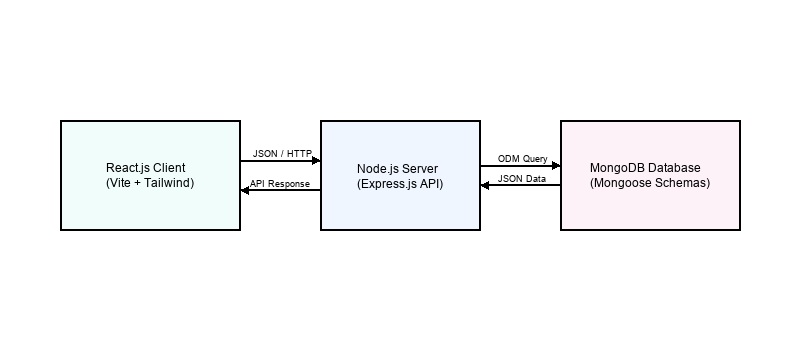 React.js Client
(Vite + Tailwind)
JSON / HTTP
API Response
Node.js Server
(Express.js API)
ODM Query
JSON Data
MongoDB Database
(Mongoose Schemas)